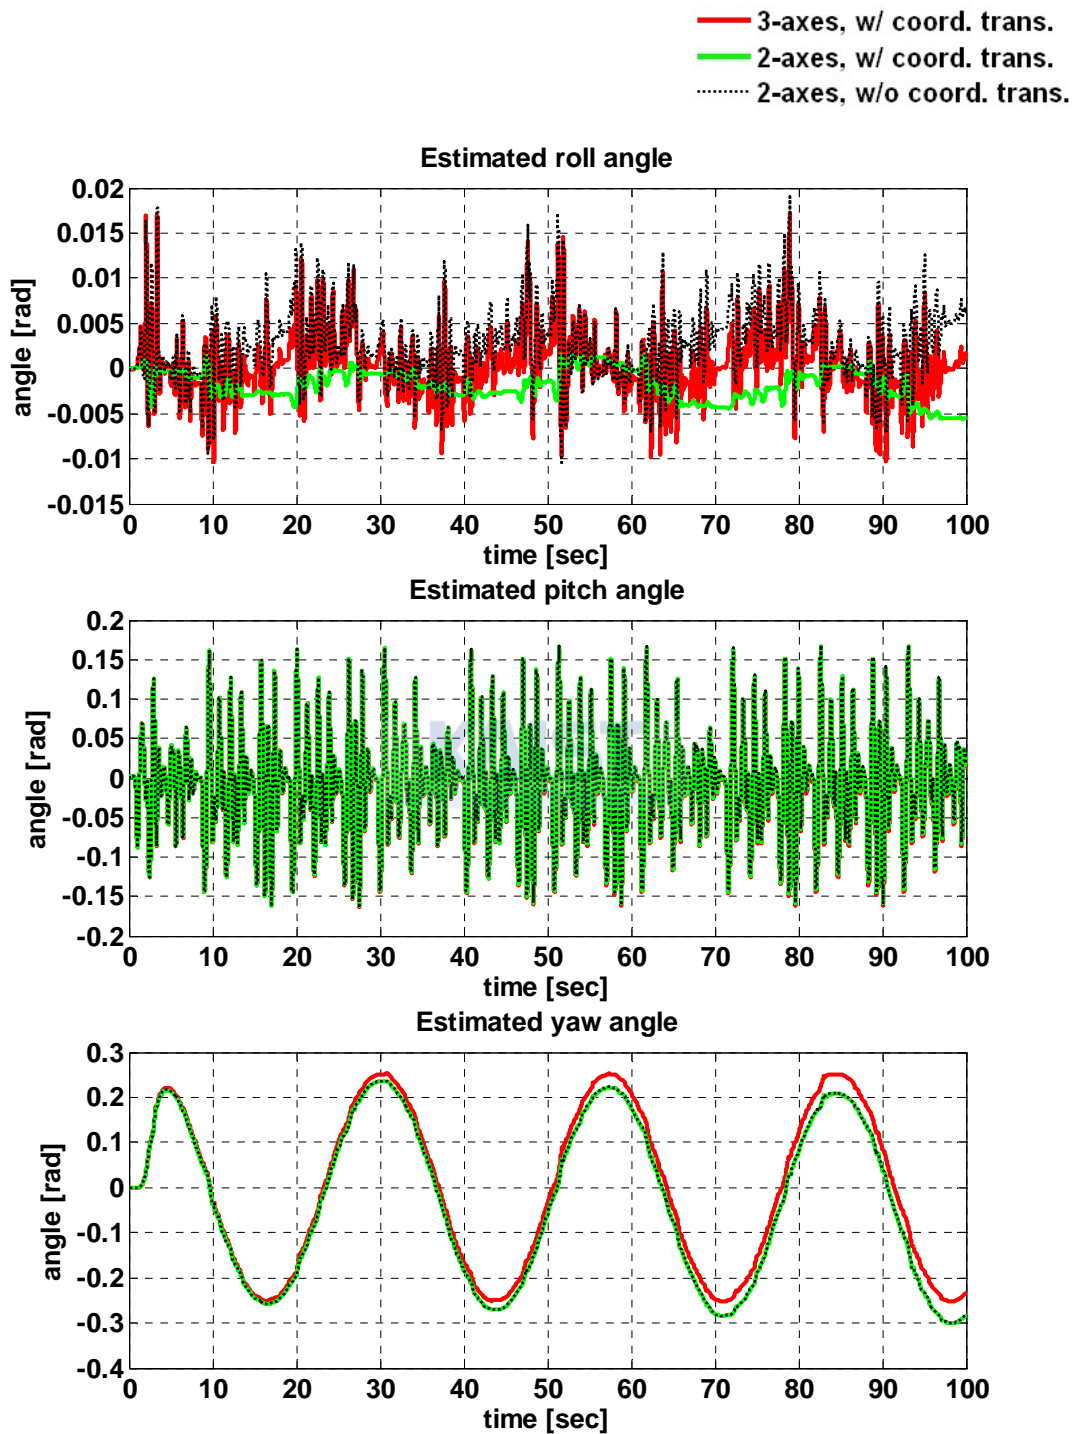 3-axes, w/ coord. trans.
2-axes, w/ coord. trans.
2-axes, w/o coord. trans.
Estimated roll angle
0.02
0.015
0.01
0.005
0
-0.005
-0.01
-0.015
angle [rad]
0 10 20 30 40 50 60 70 80 90 100
time [sec]
Estimated pitch angle
0.2
0.15
0.1
0.05
0
-0.05
-0.1
-0.15
-0.2
angle [rad]
KAIST
0 10 20 30 40 50 60 70 80 90 100
time [sec]
Estimated yaw angle
0.3
0.2
0.1
0
-0.1
-0.2
-0.3
-0.4
angle [rad]
0 10 20 30 40 50 60 70 80 90 100
time [sec]